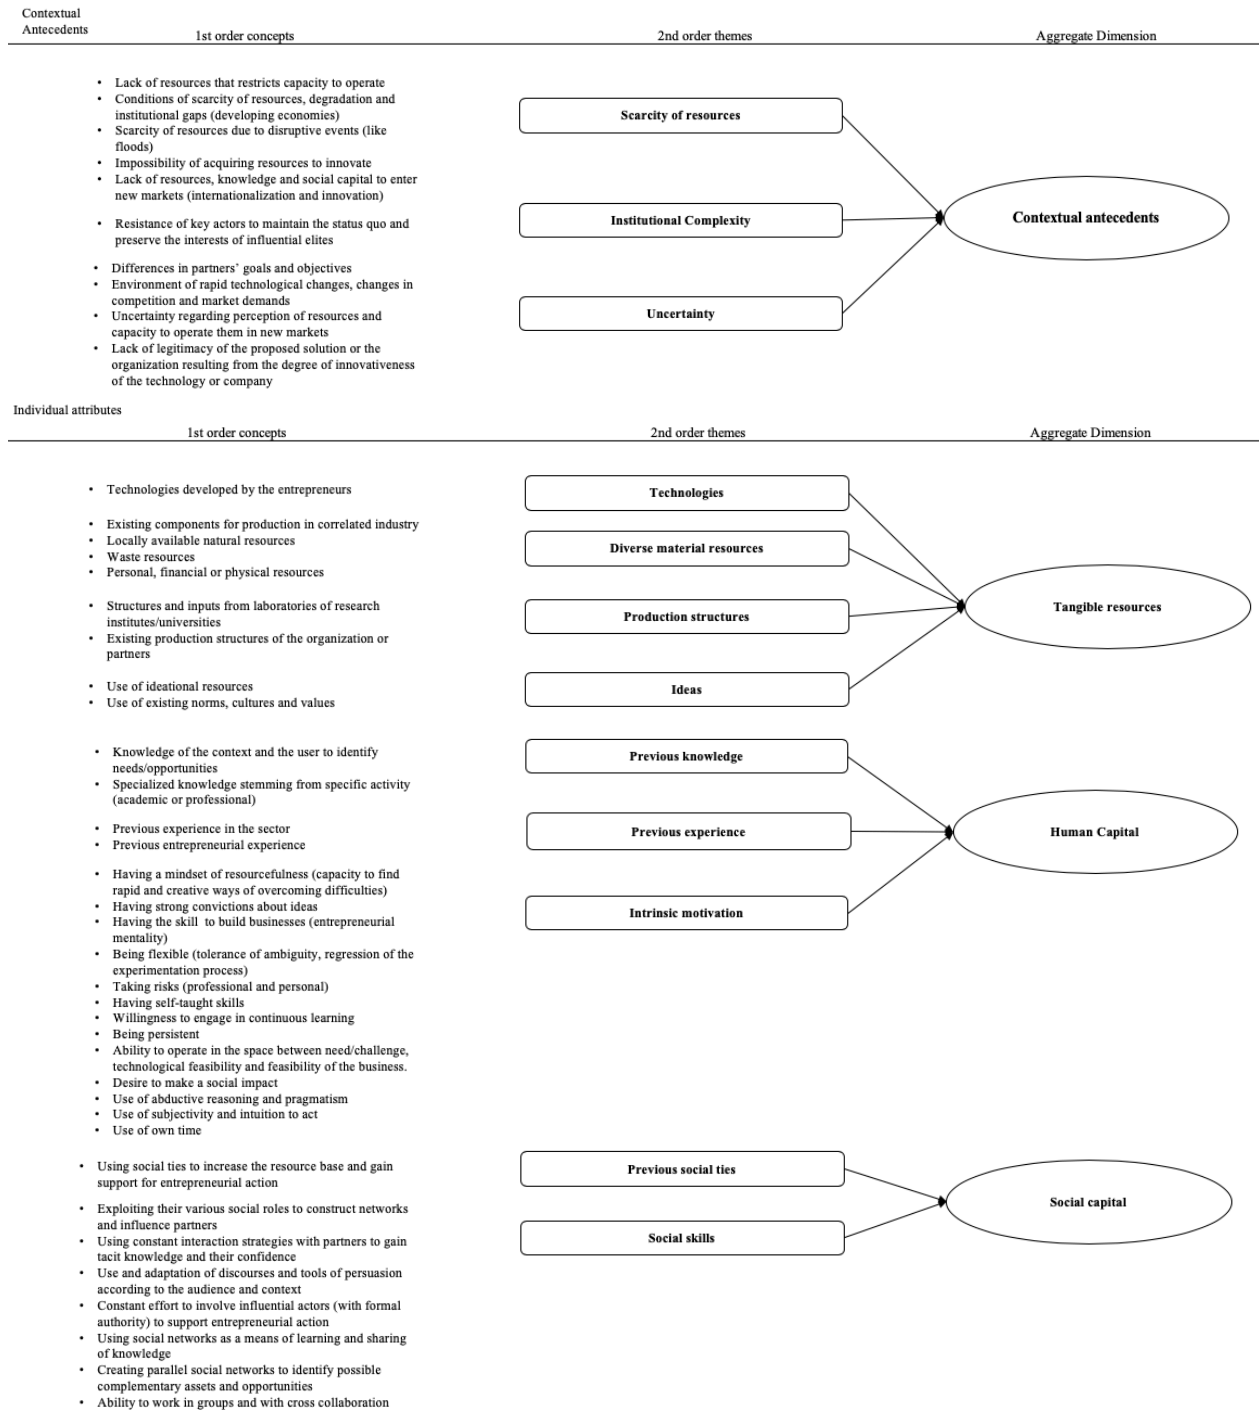 Contextual
Antecedents
1st order concepts
2nd order themes
Aggregate Dimension
• Lack of resources that restricts capacity to operate
• Conditions of scarcity of resources, degradation and
institutional gaps (developing economies)
• Scarcity of resources due to disruptive events (like
floods)
• Impossibility of acquiring resources to innovate
• Lack of resources, knowledge and social capital to enter
new markets (internationalization and innovation)
• Resistance of key actors to maintain the status quo and
preserve the interests of influential elites
• Differences in partners' goals and objectives
• Environment of rapid technological changes, changes in
competition and market demands
• Uncertainty regarding perception of resources and
capacity to operate them in new markets
• Lack of legitimacy of the proposed solution or the
organization resulting from the degree of innovativeness
of the technology or company
Scarcity of resources
Institutional Complexity
Uncertainty
Contextual antecedents
Individual attributes
1st order concepts
2nd order themes
Aggregate Dimension
• Technologies developed by the entrepreneurs
• Existing components for production in correlated industry
• Locally available natural resources
• Waste resources
• Personal, financial or physical resources
• Structures and inputs from laboratories of research
institutes/universities
• Existing production structures of the organization or
partners
• Use of ideational resources
• Use of existing norms, cultures and values
Technologies
Diverse material resources
Production structures
Ideas
Tangible resources
• Knowledge of the context and the user to identify
needs/opportunities
• Specialized knowledge stemming from specific activity
(academic or professional)
• Previous experience in the sector
• Previous entrepreneurial experience
• Having a mindset of resourcefulness (capacity to find
rapid and creative ways of overcoming difficulties)
• Having strong convictions about ideas
• Having the skill to build businesses (entrepreneurial
mentality)
• Being flexible (tolerance of ambiguity, regression of the
experimentation process)
• Taking risks (professional and personal)
• Having self-taught skills
• Willingness to engage in continuous learning
• Being persistent
• Ability to operate in the space between need/challenge,
technological feasibility and feasibility of the business.
• Desire to make a social impact
• Use of abductive reasoning and pragmatism
• Use of subjectivity and intuition to act
• Use of own time
Previous knowledge
Previous experience
Intrinsic motivation
Human Capital
• Using social ties to increase the resource base and gain
support for entrepreneurial action
• Exploiting their various social roles to construct networks
and influence partners
• Using constant interaction strategies with partners to gain
tacit knowledge and their confidence
• Use and adaptation of discourses and tools of persuasion
according to the audience and context
• Constant effort to involve influential actors (with formal
authority) to support entrepreneurial action
• Using social networks as a means of learning and sharing
of knowledge
• Creating parallel social networks to identify possible
complementary assets and opportunities
• Ability to work in groups and with cross collaboration
Previous social ties
Social skills
Social capital